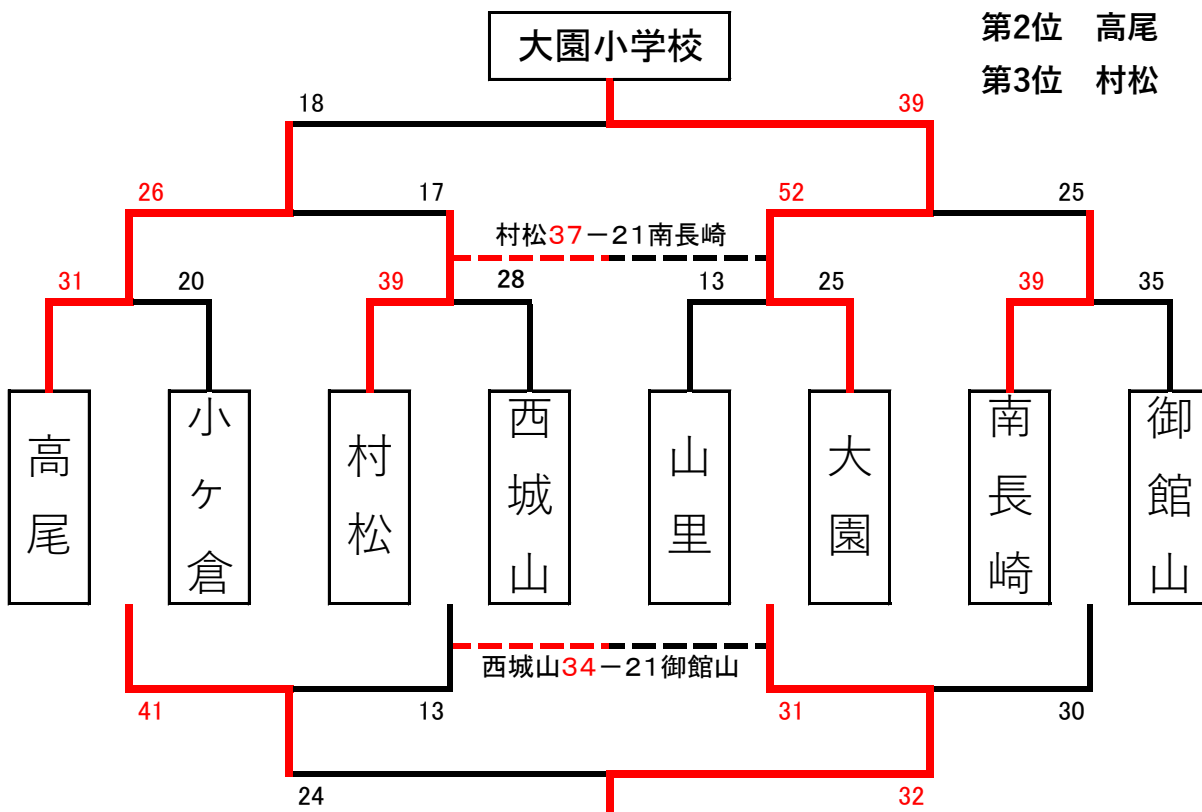 大園小学校
第2位 高尾
第3位 村松
18 39
26 17 52 25
村松37－21南長崎
31 20 39 28 13 25 39 35
高尾
小ヶ倉
村松
西城山
山里
大園
南長崎
御館山
西城山34－21御館山
41 13 31 30
24 32